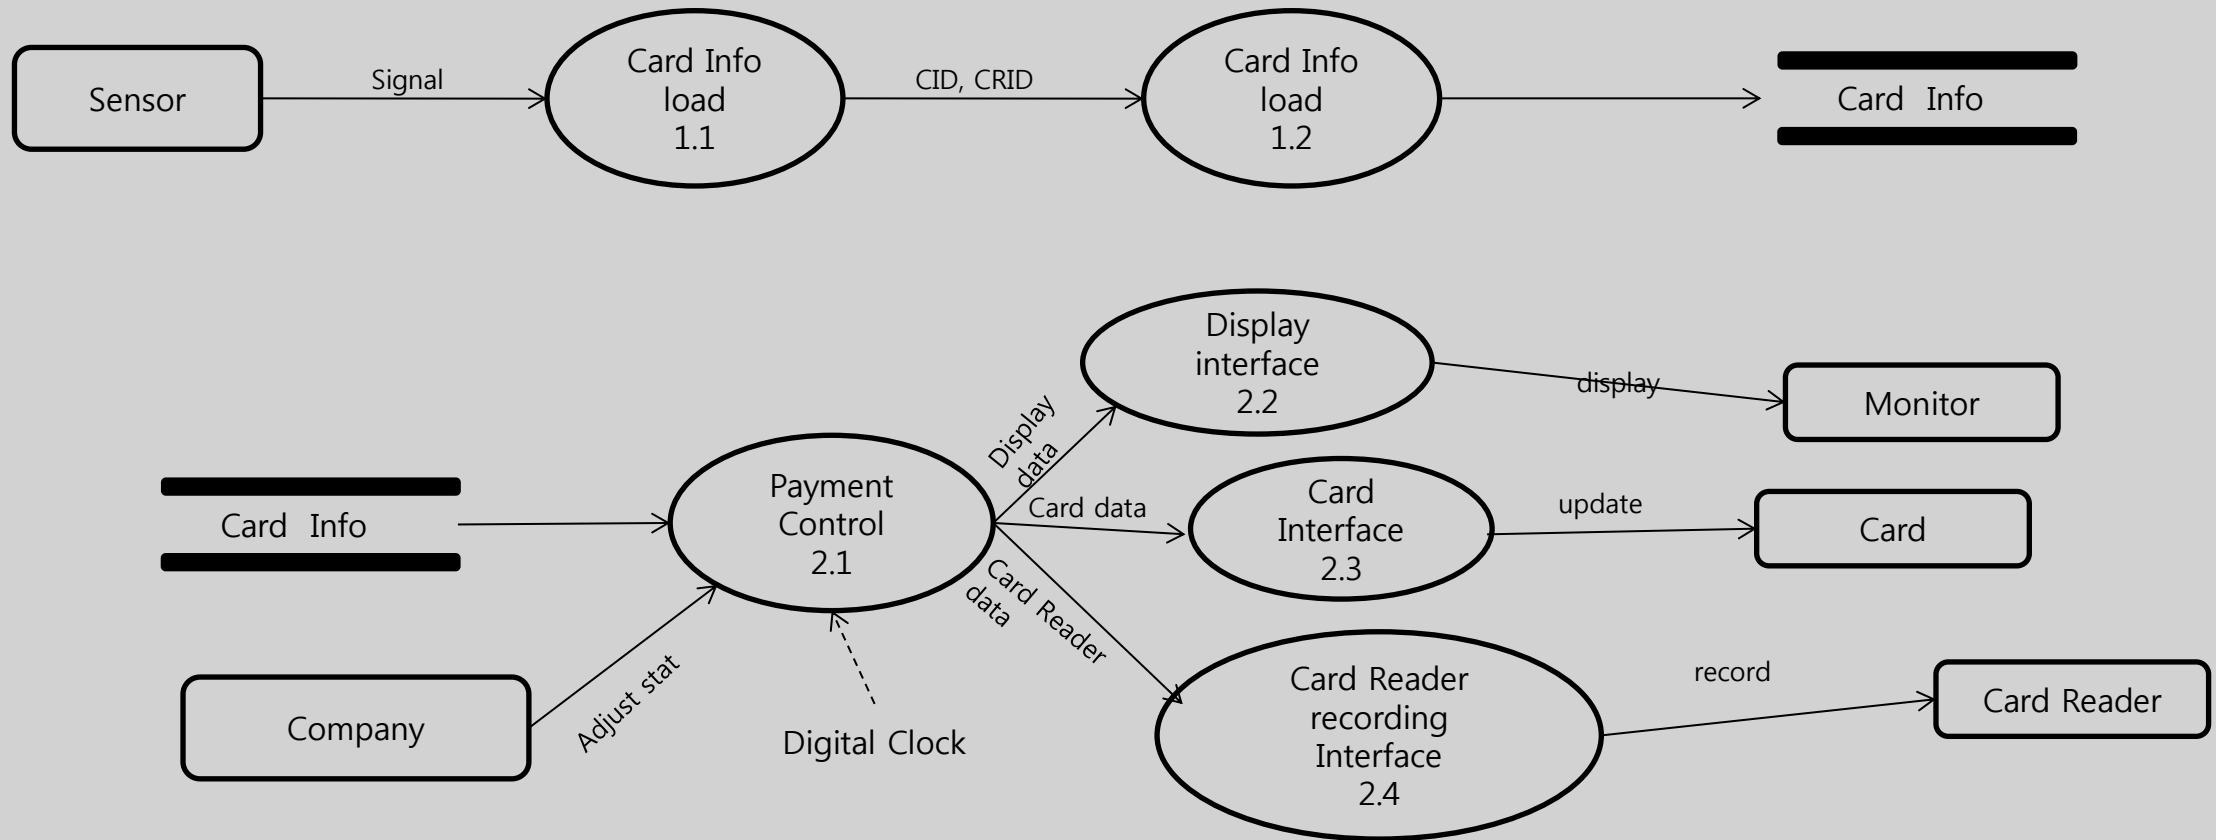 Sensor
Signal
Card Info
load
1.1
CID, CRID
Card Info
load
1.2
Card Info
Card Info
Company
Adjust stat
Payment
Control
2.1
Digital Clock
Display
data
Card data
Card Reader
data
Display
interface
2.2
display
Monitor
Card
Interface
2.3
update
Card
Card Reader
recording
Interface
2.4
record
Card Reader